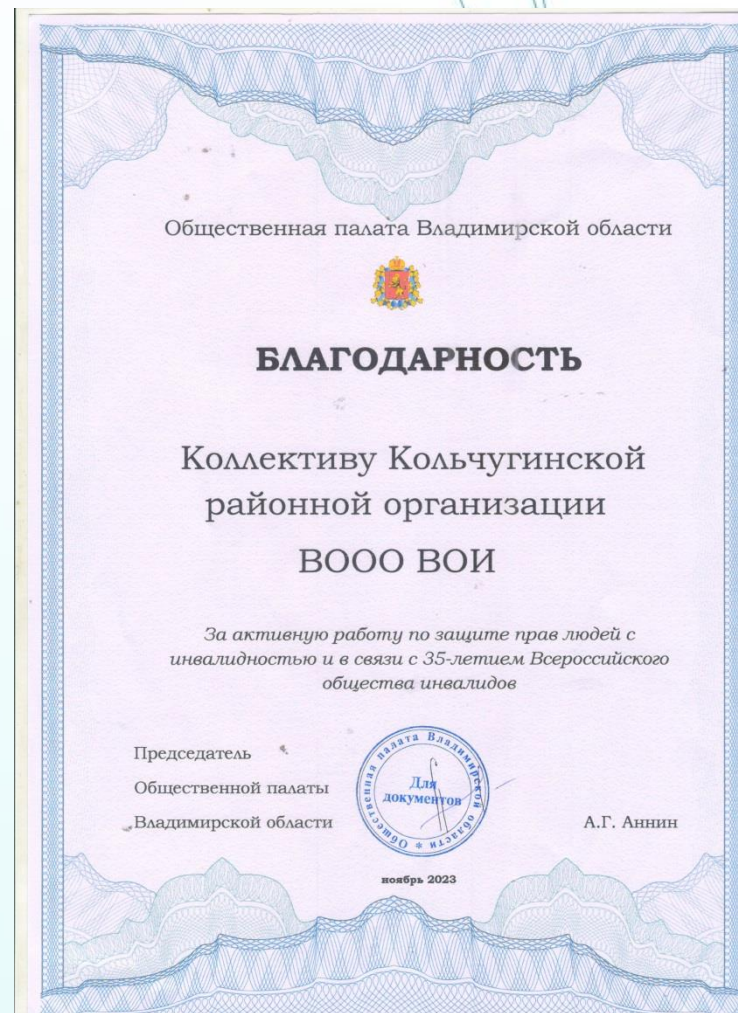 Общественная палата Владимирской области
БЛАГОДАРНОСТЬ
Коллективу Кольчугинской
районной организации
ВООО ВОИ
За активную работу по защите прав людей с
инвалидностью и в связи с 35-летием Всероссийского
общества инвалидов
Председатель
Общественной палаты
Владимирской области
Общественная палата Владимирской области *
Для
документов
А.Г. Аннин
ноябрь 2023